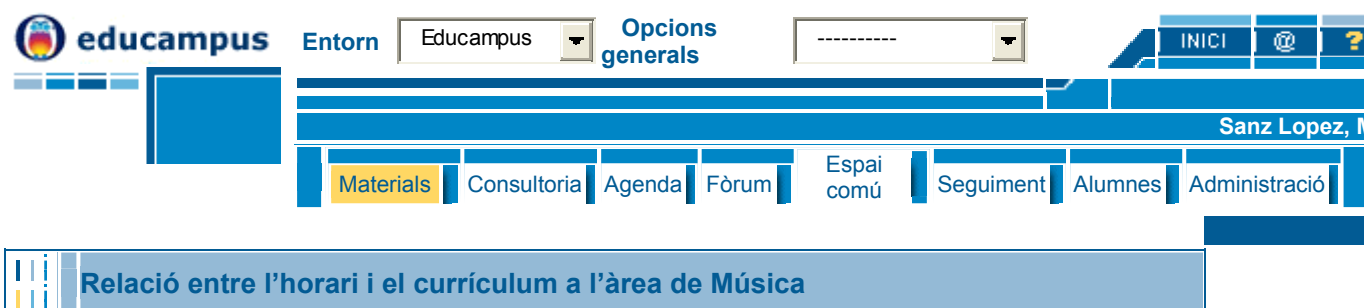 educampus
Entorn
Educampus
Opcions
generals
----------
INICI
@
?
Sanz Lopez, M
Materials
Consultoria
Agenda
Fòrum
Espai
comú
Seguiment
Alumnes
Administració
Relació entre l’horari i el currículum a l’àrea de Música